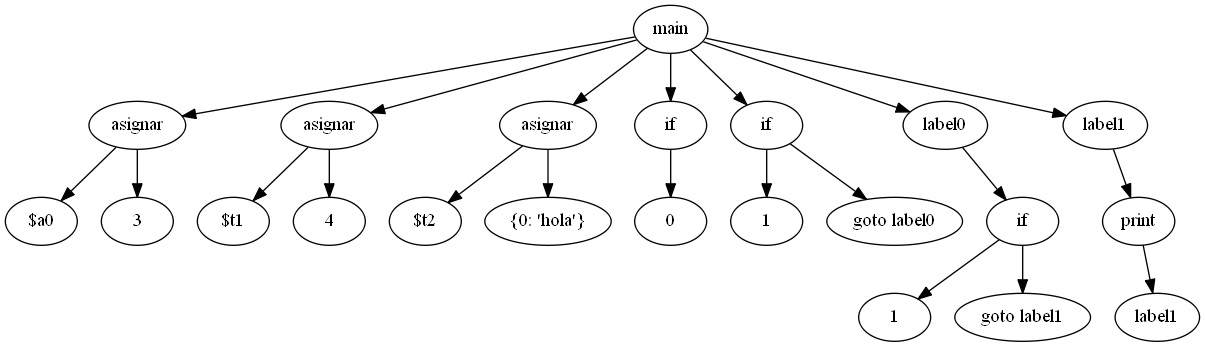 main
asignar
asignar
asignar
if
if
label0
label1
$a0
3
$t1
4
$t2
{0: 'hola'}
0
1
goto label0
if
print
1
goto label1
label1